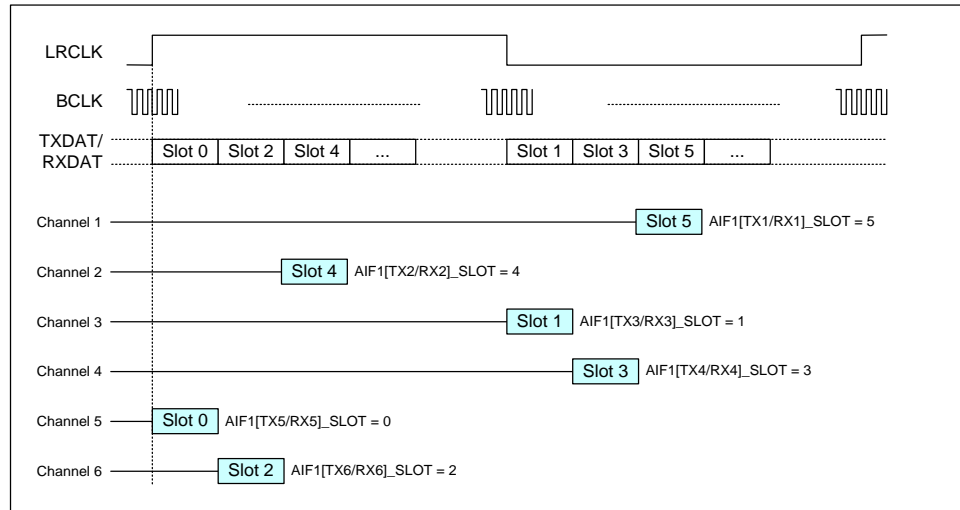 LRCLK
BCLK
TXDAT/
RXDAT
Slot 0 Slot 2 Slot 4 ... Slot 1 Slot 3 Slot 5 ...
Channel 1 Slot 5 AIF1[TX1/RX1]_SLOT = 5
Channel 2 Slot 4 AIF1[TX2/RX2]_SLOT = 4
Channel 3 Slot 1 AIF1[TX3/RX3]_SLOT = 1
Channel 4 Slot 3 AIF1[TX4/RX4]_SLOT = 3
Channel 5 Slot 0 AIF1[TX5/RX5]_SLOT = 0
Channel 6 Slot 2 AIF1[TX6/RX6]_SLOT = 2